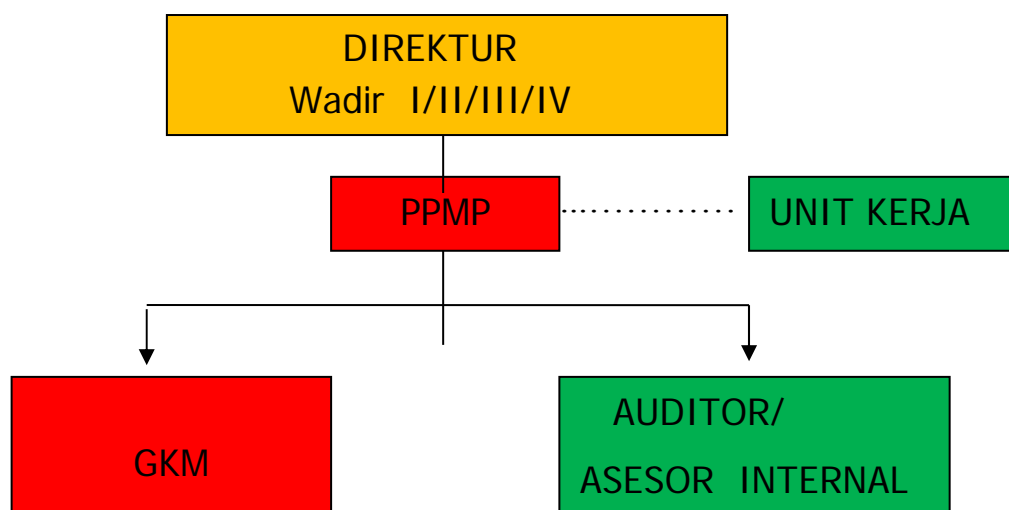 DIREKTUR
Wadir I/II/III/IV
PPMP
UNIT KERJA
GKM
AUDITOR/
ASESOR INTERNAL